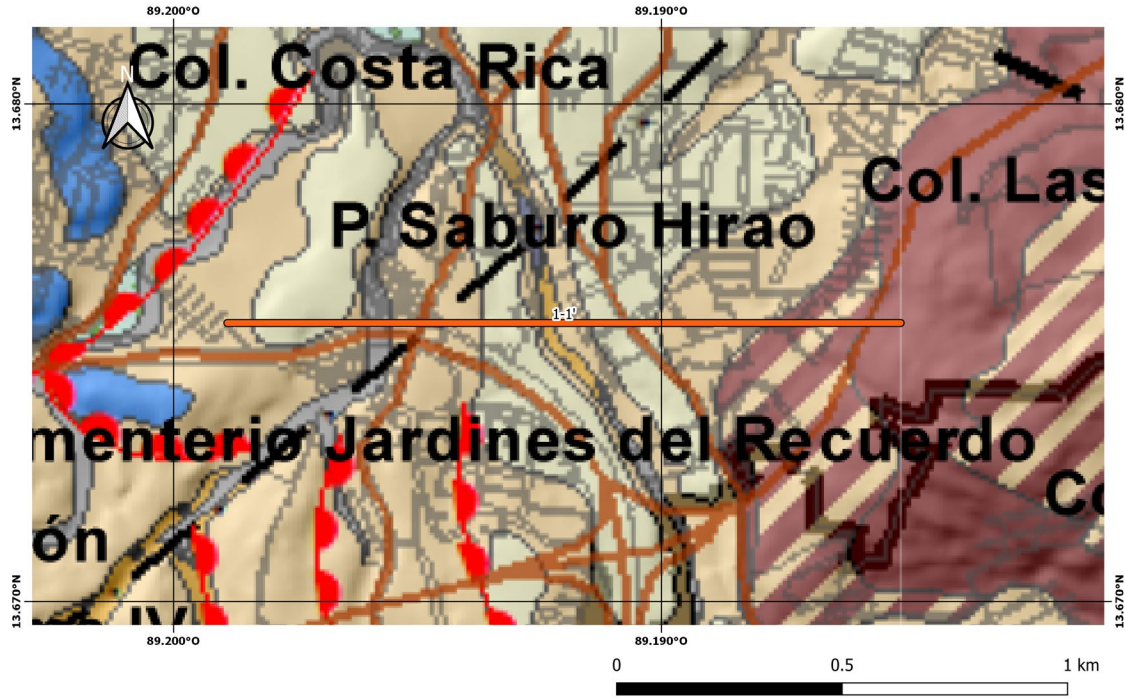 89.200°O 89.190°O
13.680°N 13.680°N
N
Col. Costa Rica
Col. Las
P. Saburo Hirao
1-1'
menterio Jardines del Recuerdo
Co
ón
IV
13.670°N 13.670°N
89.200°O 89.190°O
0 0.5 1 km